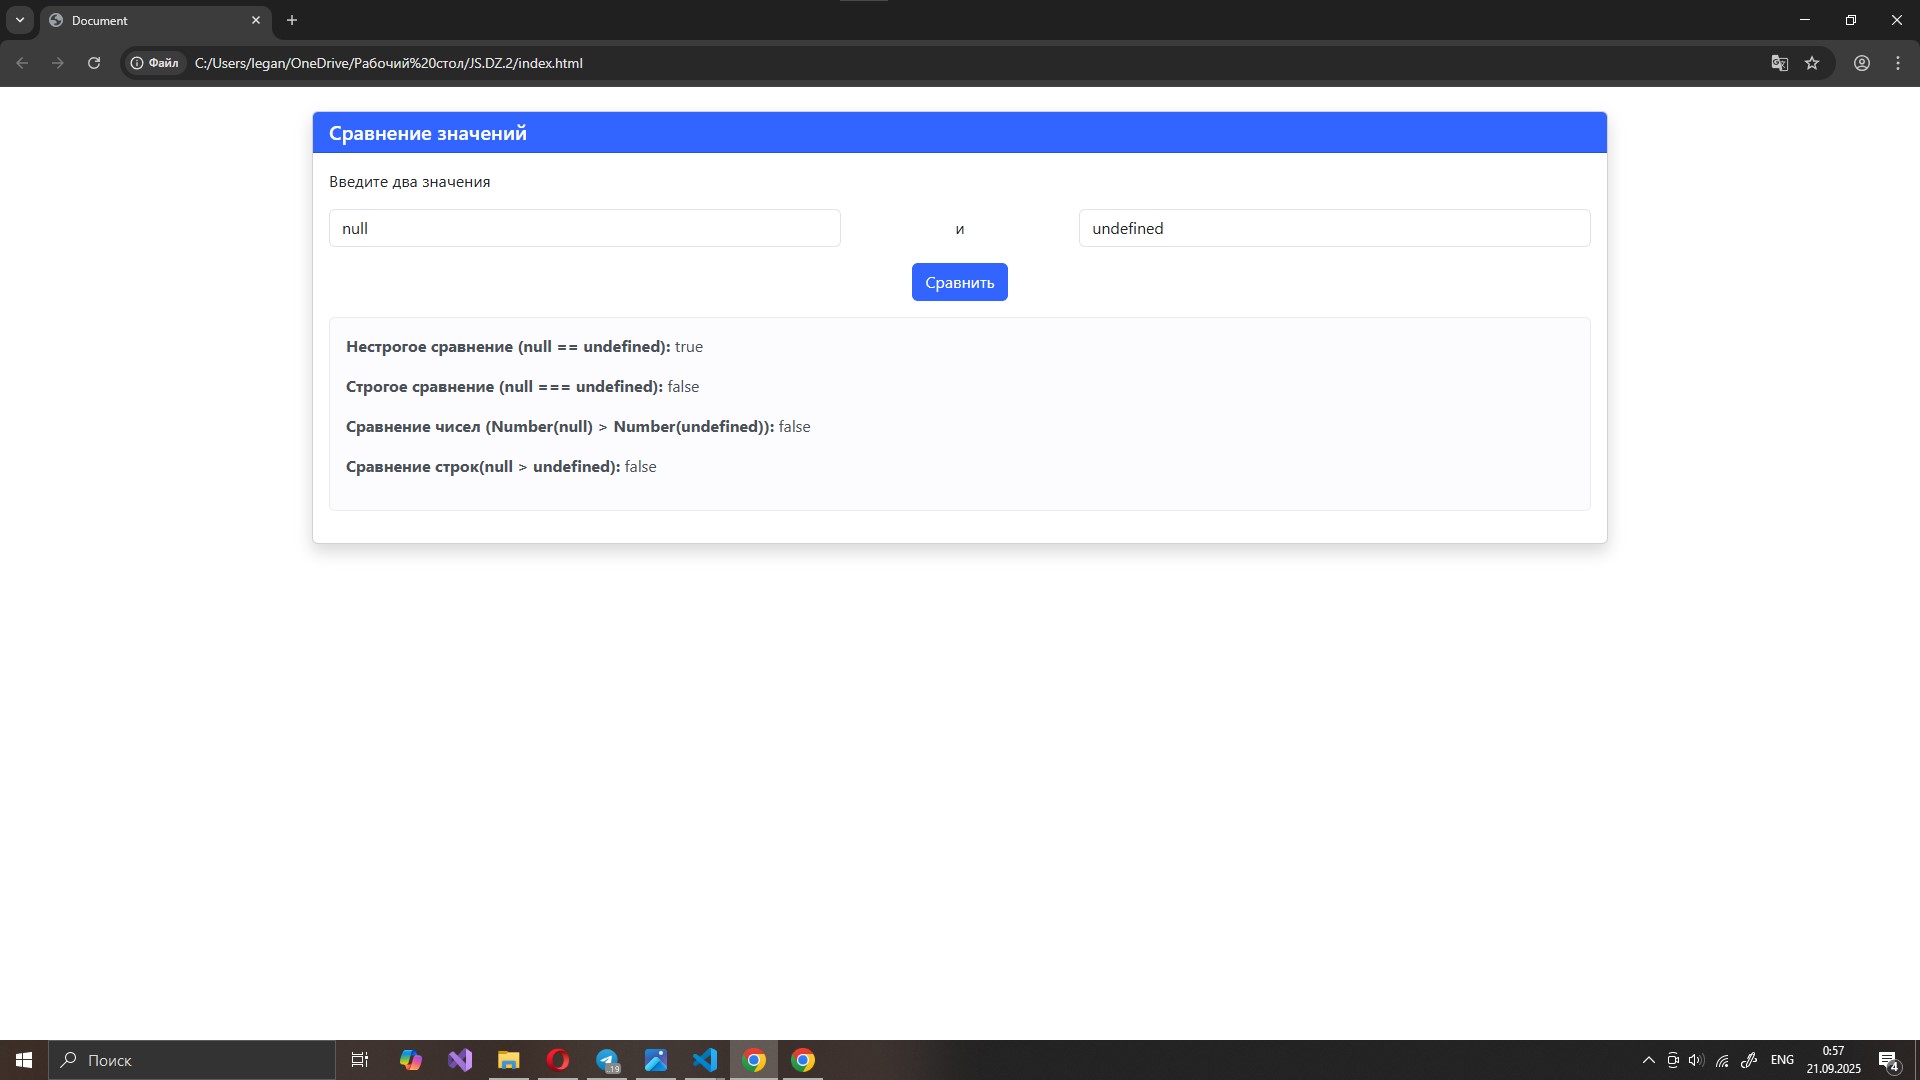 Document
Файл
C:/Users/legan/OneDrive/Рабочий%20стол/JS.DZ.2/index.html
Сравнение значений
Введите два значения
null и undefined
Сравнить
Нестрогое сравнение (null == undefined): true
Строгое сравнение (null === undefined): false
Сравнение чисел (Number(null) > Number(undefined)): false
Сравнение строк(null > undefined): false
Поиск
..19
ENG
0:57
21.09.2025
4